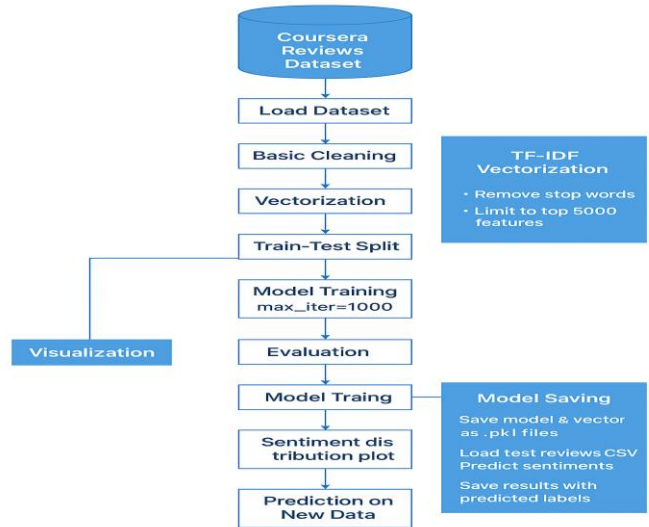 Coursera
Reviews
Dataset
Load Dataset
Basic Cleaning
Vectorization
Train-Test Split
Model Training
max_iter=1000
Evaluation
Model Traing
Sentiment dis
tribution plot
Prediction on
New Data
TF-IDF
Vectorization
• Remove stop words
• Limit to top 5000
features
Visualization
Model Saving
Save model & vector
as .pkl files
Load test reviews CSV
Predict sentiments
Save results with
predicted labels